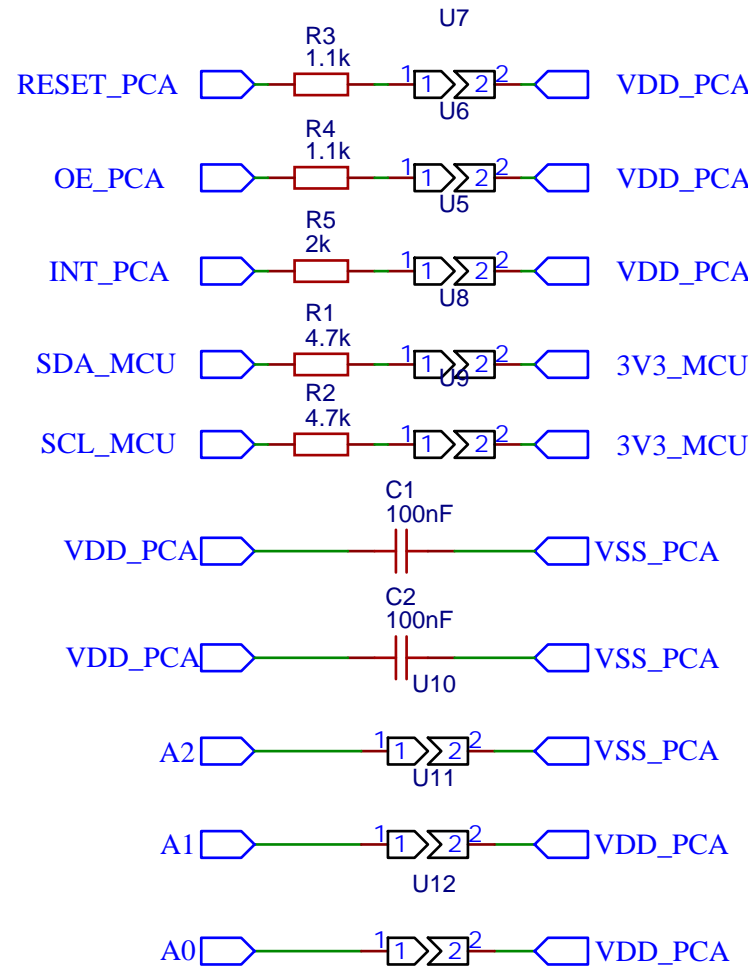 U7
R3
1.1k
RESET_PCA 1 1 2 2 VDD_PCA
U6
R4
1.1k
OE_PCA 1 1 2 2 VDD_PCA
U5
R5
2k
INT_PCA 1 1 2 2 VDD_PCA
U8
R1
4.7k
SDA_MCU 1 1 2 2 3V3_MCU
U9
R2
4.7k
SCL_MCU 1 1 2 2 3V3_MCU
C1
100nF
VDD_PCA VSS_PCA
C2
100nF
VDD_PCA VSS_PCA
U10
A2 1 1 2 2 VSS_PCA
U11
A1 1 1 2 2 VDD_PCA
U12
A0 1 1 2 2 VDD_PCA